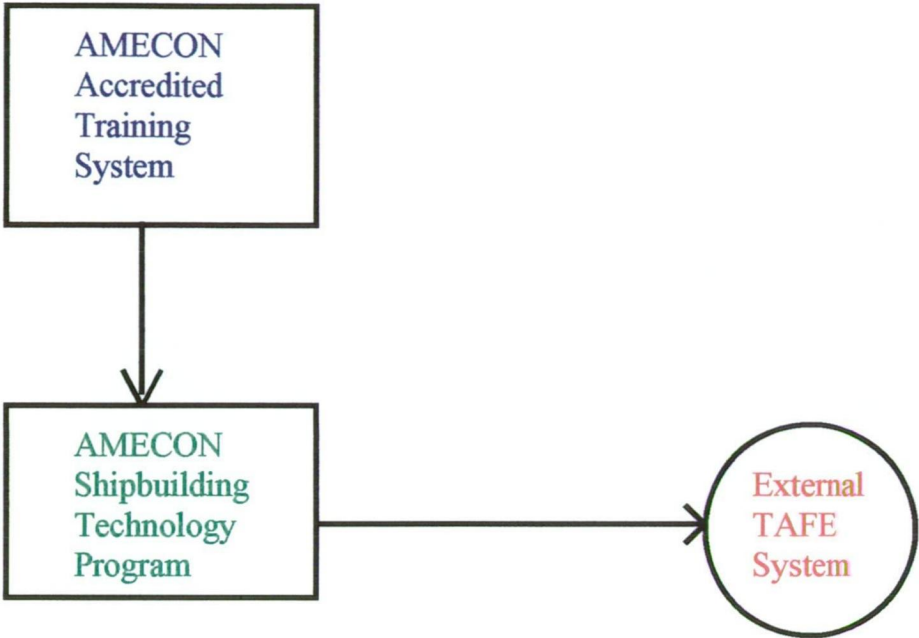 AMECON
Accredited
Training
System
AMECON
Shipbuilding
Technology
Program
External
TAFE
System